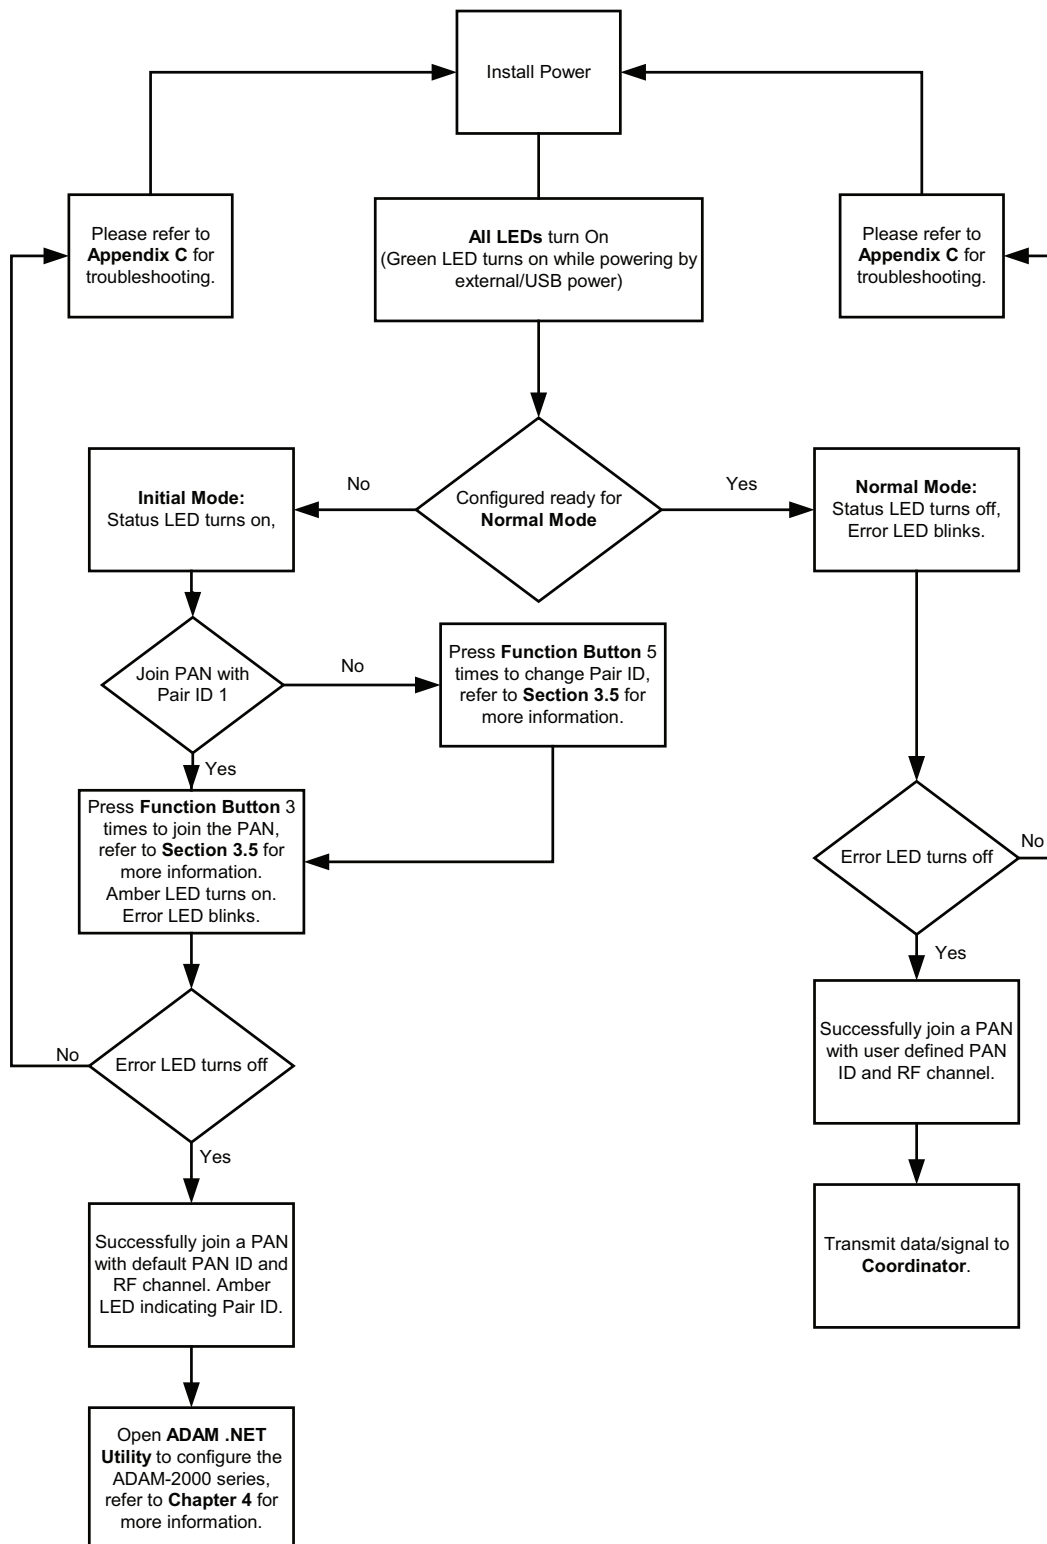 Install Power
Please refer to
Appendix C for
troubleshooting.
All LEDs turn On
(Green LED turns on while powering by
external/USB power)
Please refer to
Appendix C for
troubleshooting.
Initial Mode:
Status LED turns on,
No
Configured ready for
Normal Mode
Yes
Normal Mode:
Status LED turns off,
Error LED blinks.
Join PAN with
Pair ID 1
No
Press Function Button 5
times to change Pair ID,
refer to Section 3.5 for
more information.
Yes
Press Function Button 3
times to join the PAN,
refer to Section 3.5 for
more information.
Amber LED turns on.
Error LED blinks.
Error LED turns off
No
Yes
No
Error LED turns off
Yes
Successfully join a PAN
with user defined PAN
ID and RF channel.
Successfully join a PAN
with default PAN ID and
RF channel. Amber
LED indicating Pair ID.
Transmit data/signal to
Coordinator.
Open ADAM .NET
Utility to configure the
ADAM-2000 series,
refer to Chapter 4 for
more information.